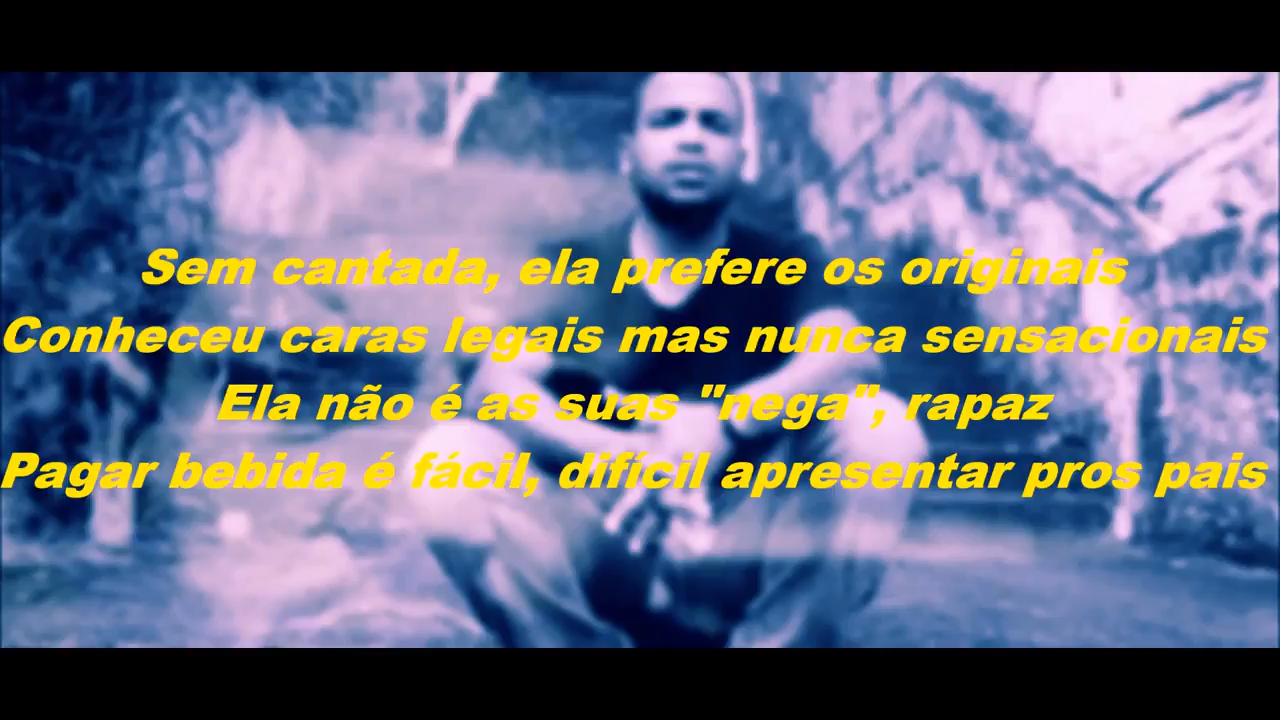 Sem cantada, ela prefere os originais
Conheceu caras legais mas nunca sensacionais
Ela não é as suas "nega", rapaz
Pagar bebida é fácil, difícil apresentar pros pais